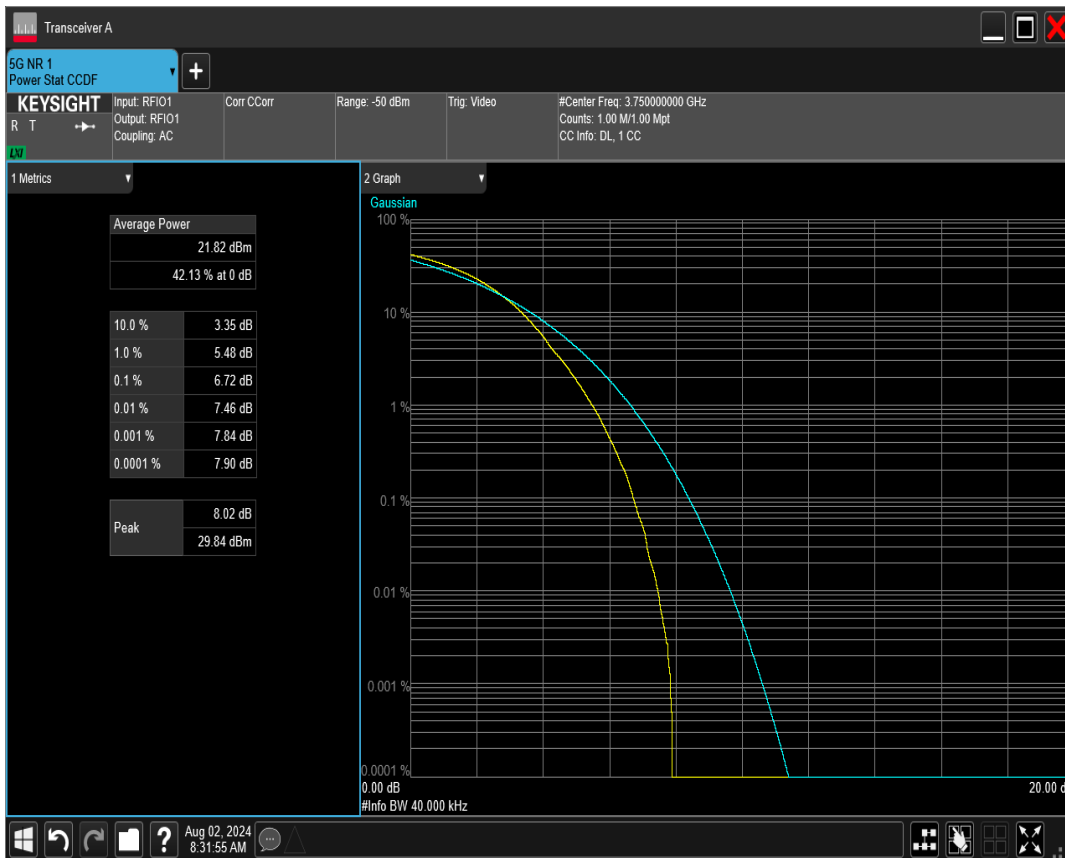 Transceiver A
5G NR 1
Power Stat CCDF
KEYSIGHT
R T
LXI
Input: RFIO1
Output: RFIO1
Coupling: AC
Corr CCorr
Range: -50 dBm
Trig: Video
#Center Freq: 3.750000000 GHz
Counts: 1.00 M/1.00 Mpt
CC Info: DL, 1 CC
1 Metrics
Average Power
21.82 dBm
42.13 % at 0 dB
10.0 % 3.35 dB
1.0 % 5.48 dB
0.1 % 6.72 dB
0.01 % 7.46 dB
0.001 % 7.84 dB
0.0001 % 7.90 dB
Peak
8.02 dB
29.84 dBm
2 Graph
Gaussian
100 %
10 %
1 %
0.1 %
0.01 %
0.001 %
0.0001 %
0.00 dB
20.00 d
#Info BW 40.000 kHz
?
Aug 02, 2024
8:31:55 AM